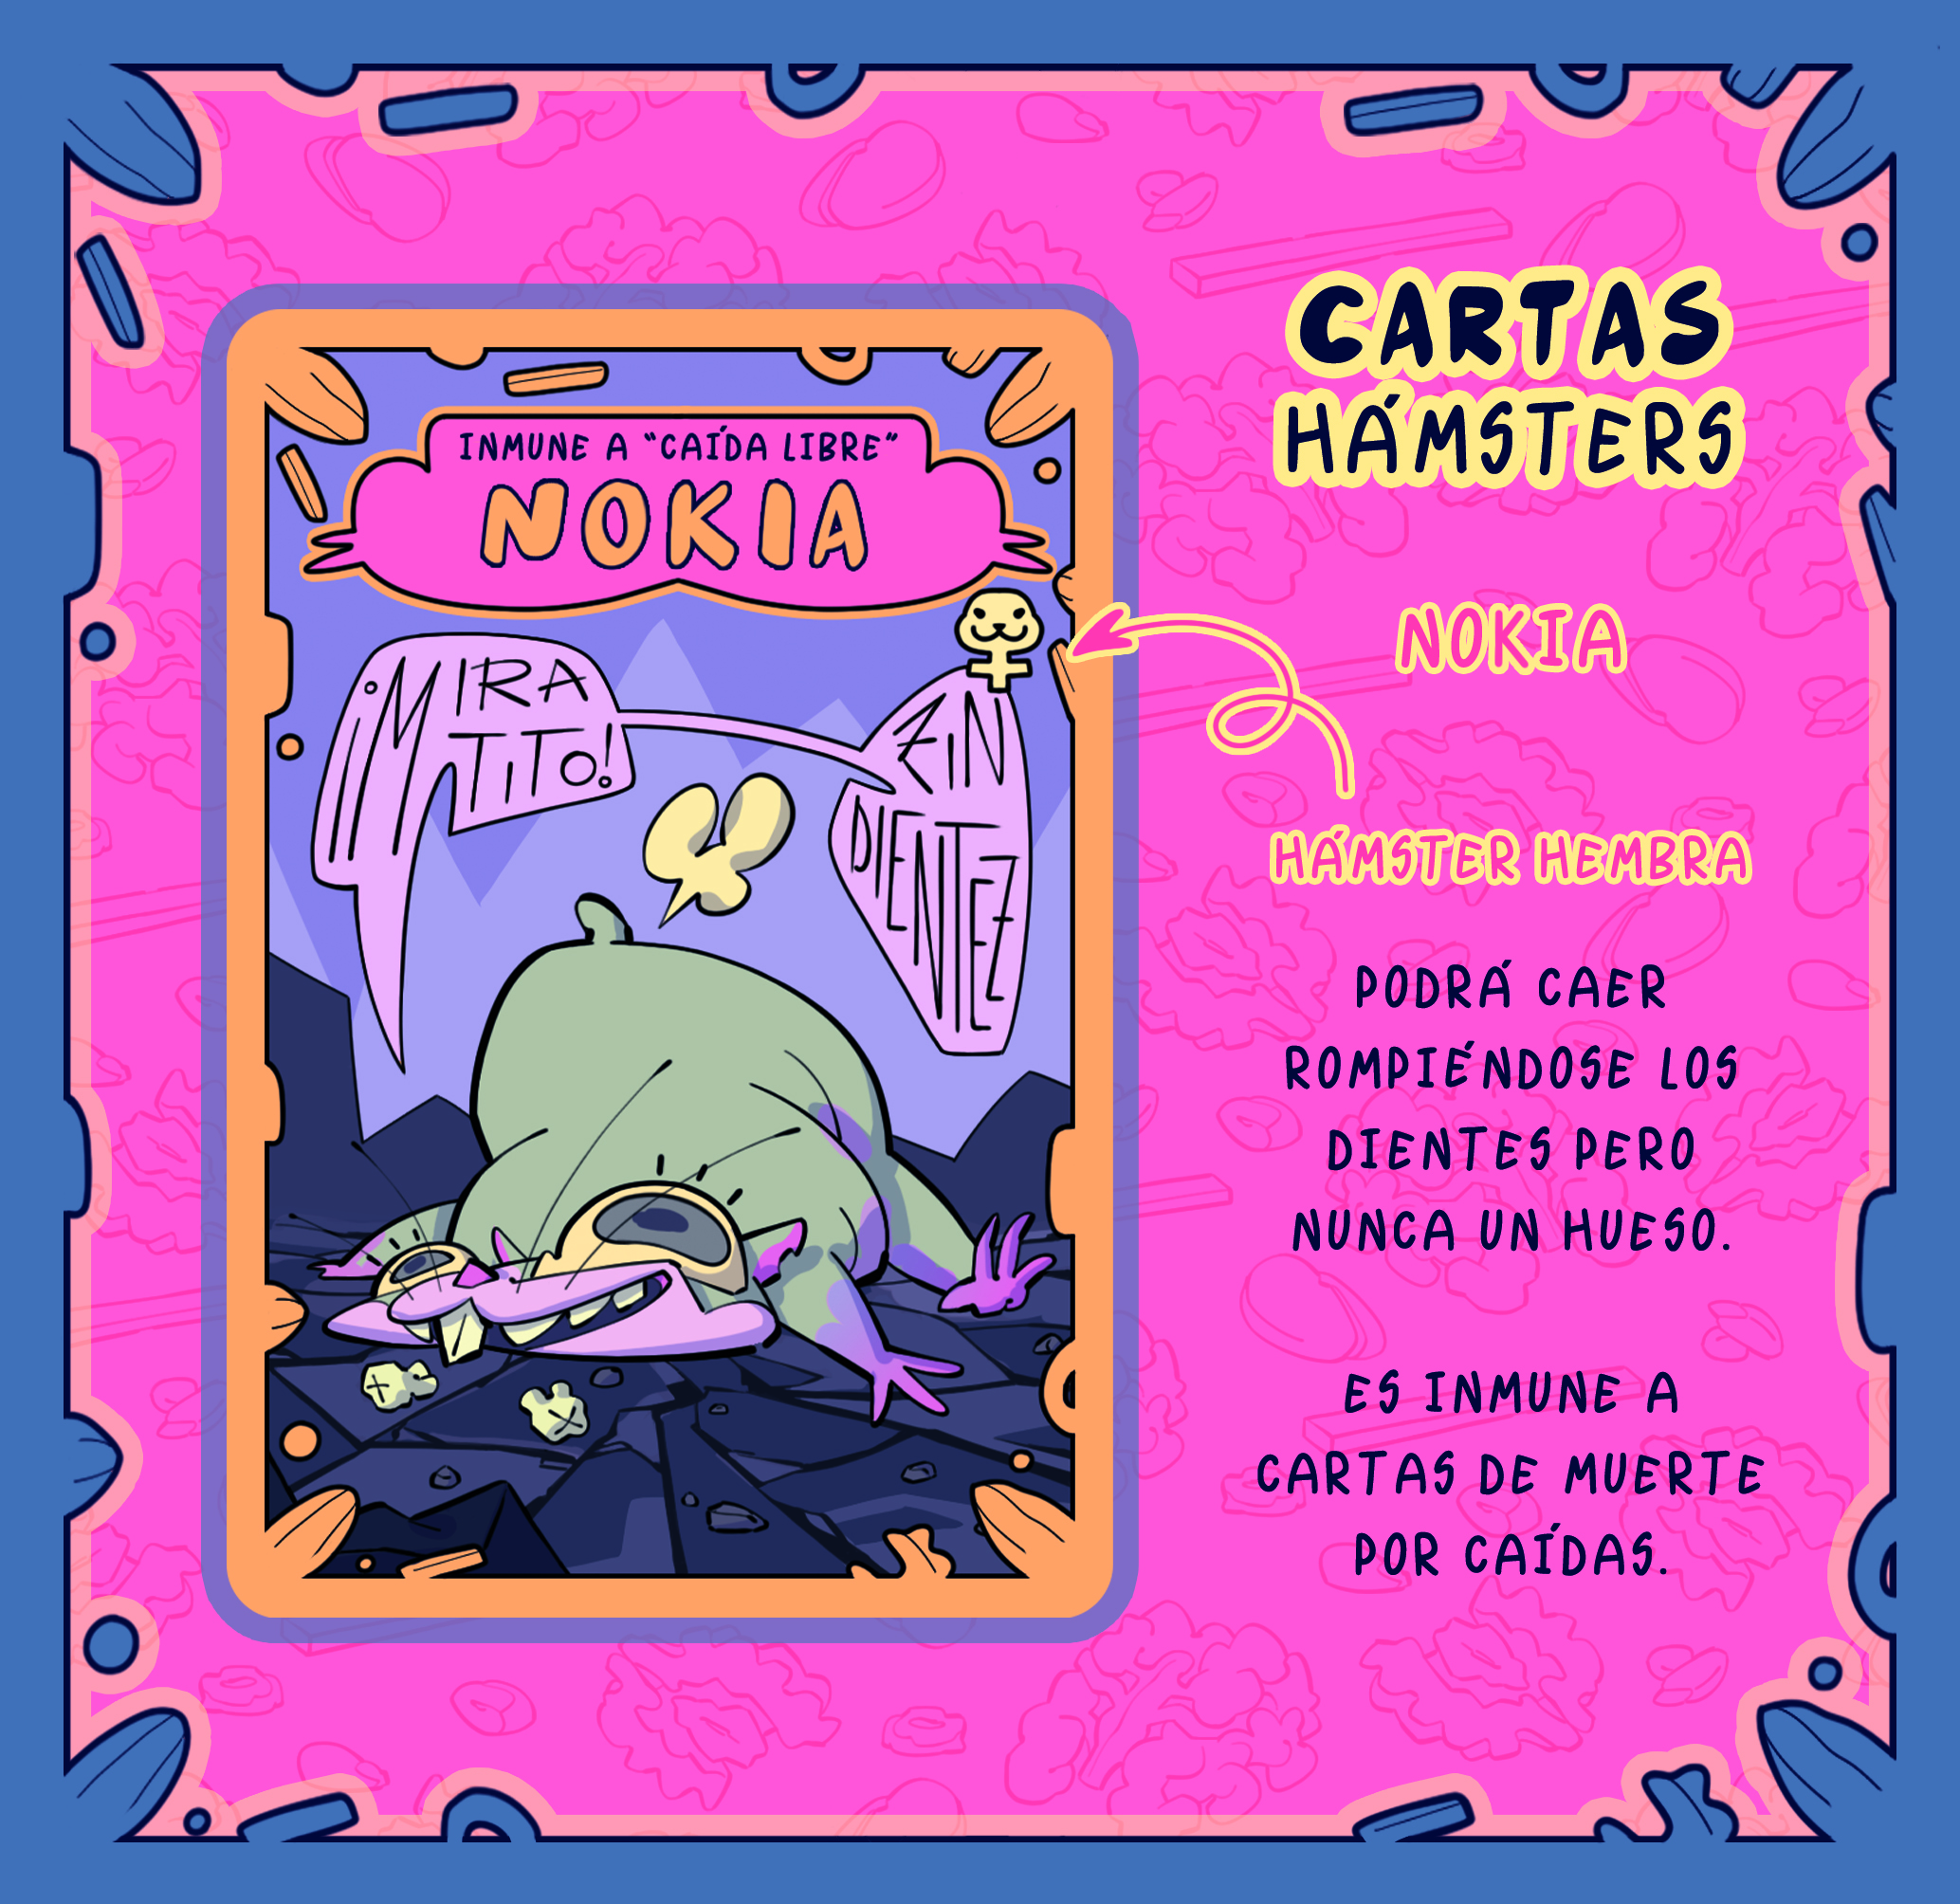 INMUNE A "CAÍDA LIBRE"
NOKIA
¡MIRA
TITO!
ZIN
DIENTEZ
CARTAS
HÁMSTERS
NOKIA
HÁMSTER HEMBRA
PODRÁ CAER
ROMPIÉNDOSE LOS
DIENTES PERO
NUNCA UN HUESO.
ES INMUNE A
CARTAS DE MUERTE
POR CAÍDAS.